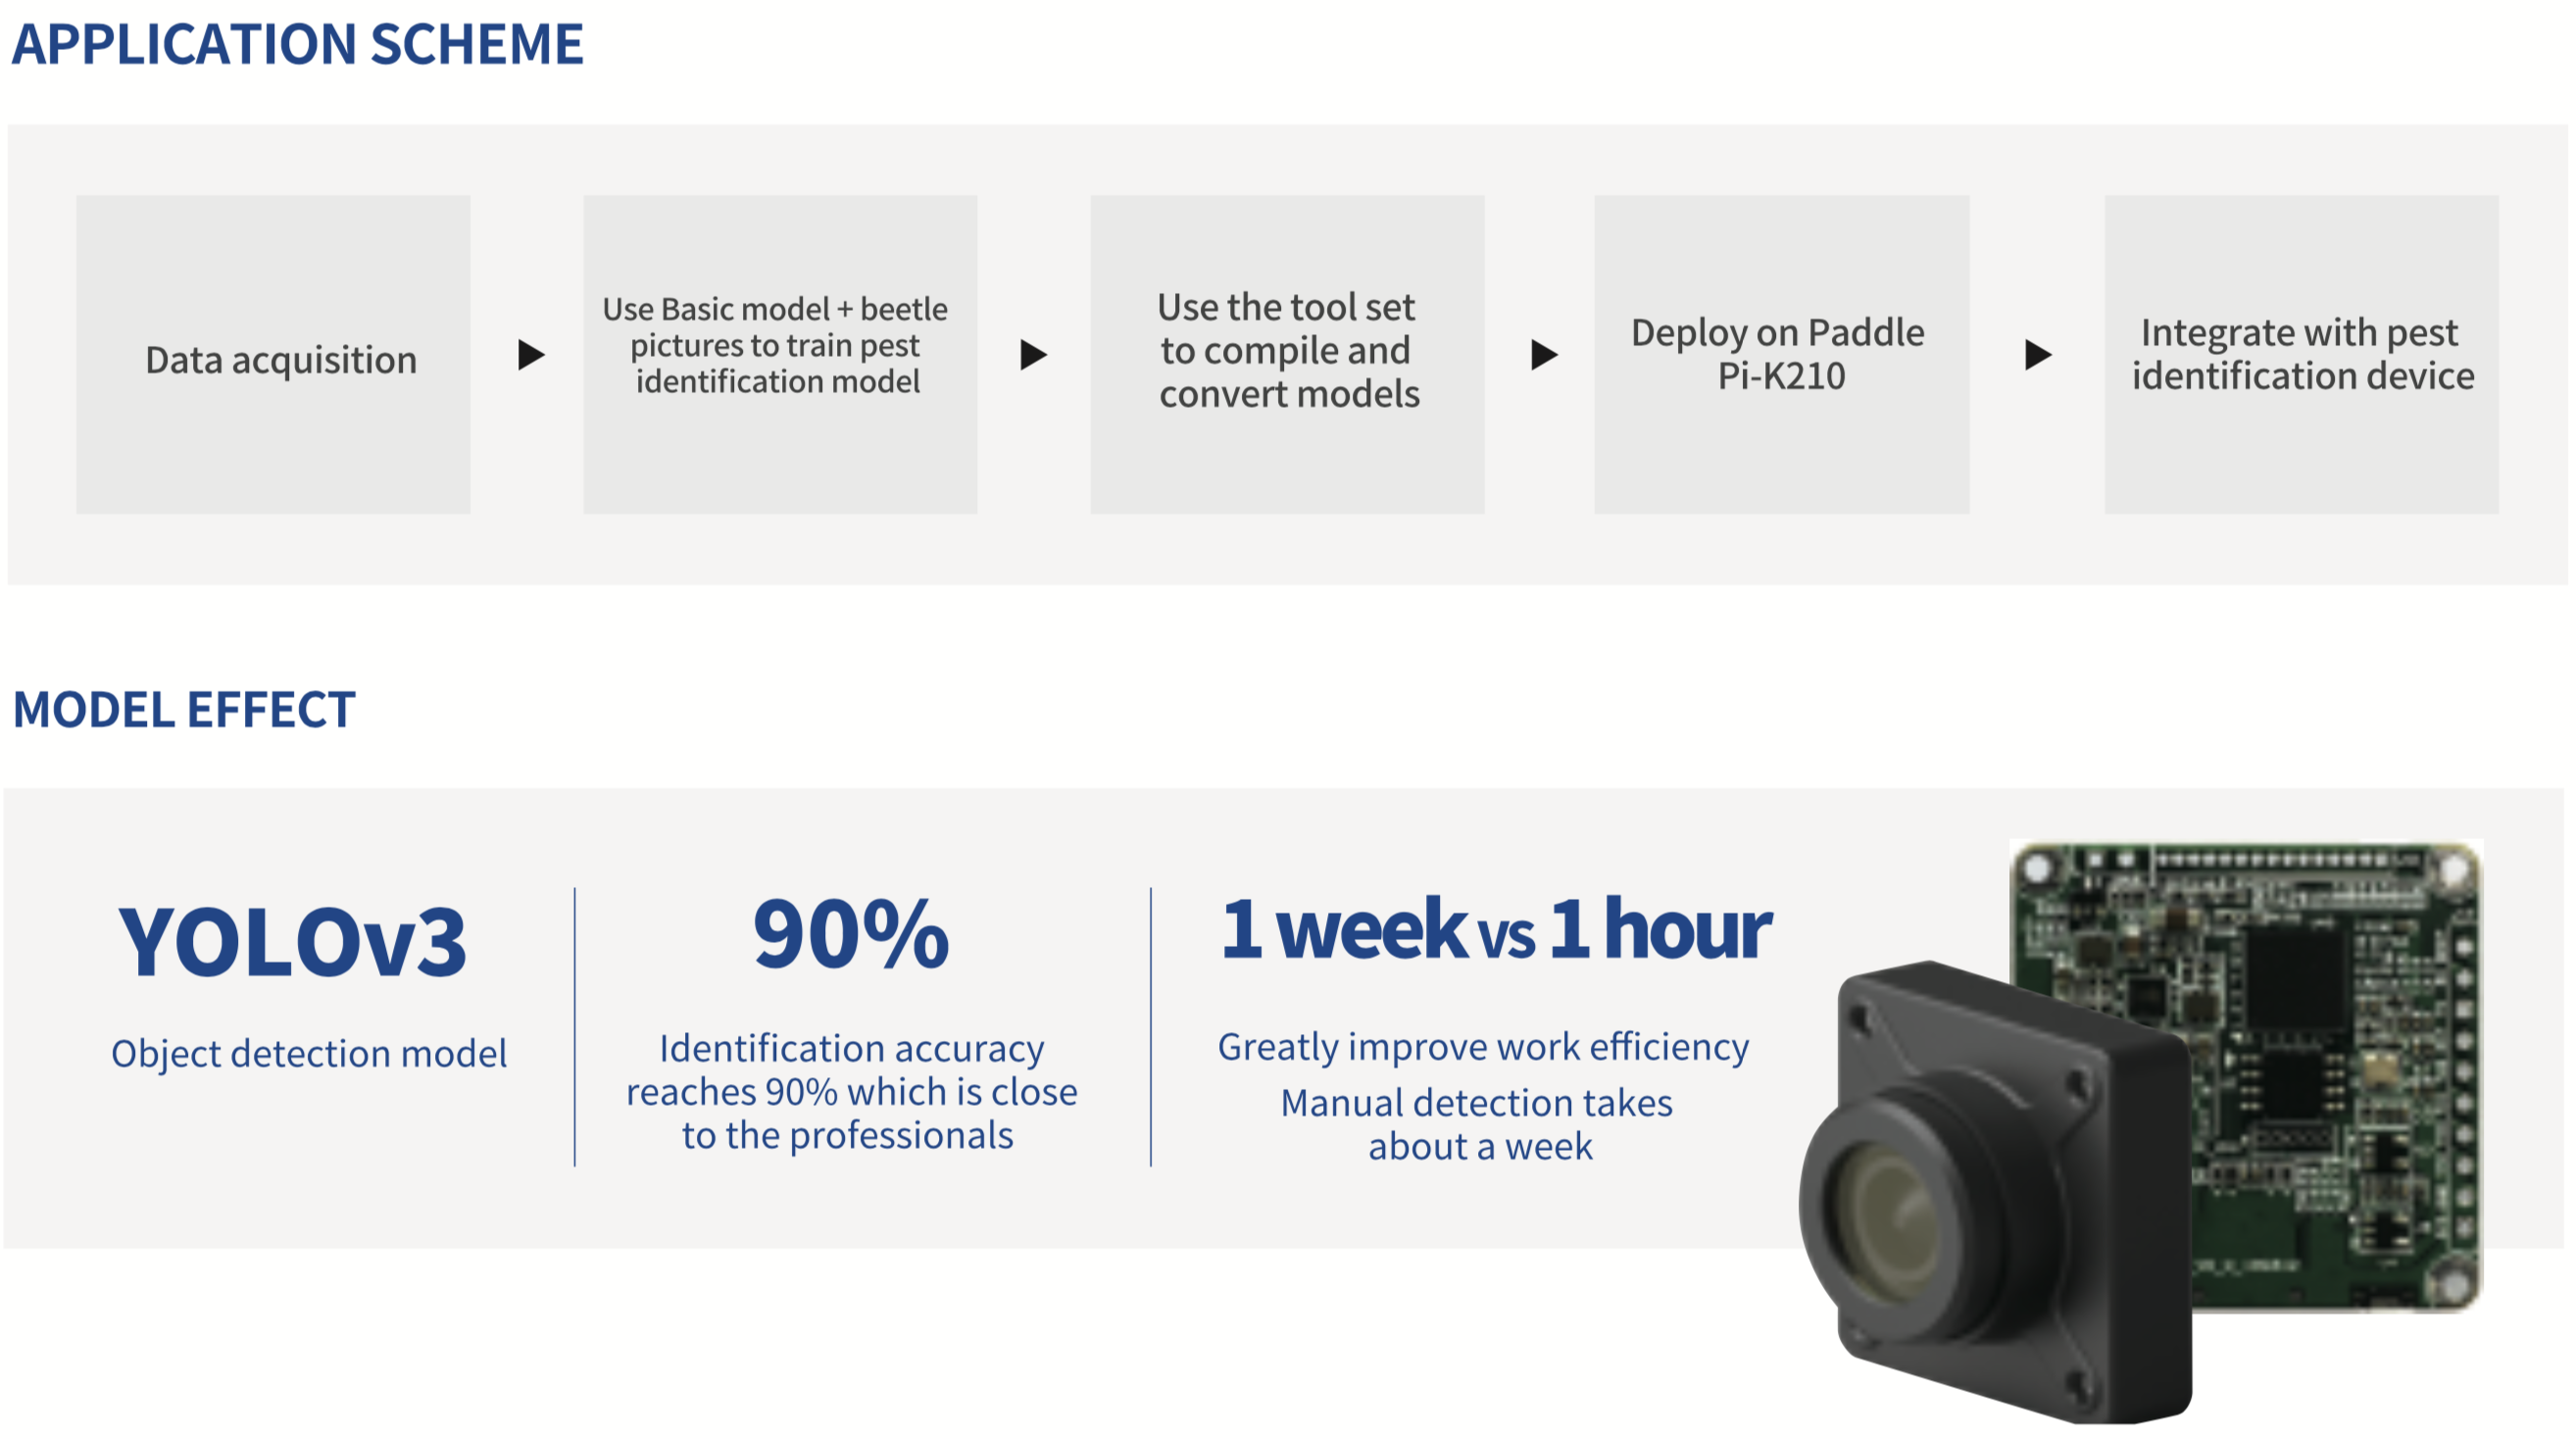 APPLICATION SCHEME
Data acquisition
Use Basic model + beetle
pictures to train pest
identification model
Use the tool set
to compile and
convert models
Deploy on Paddle
Pi-K210
Integrate with pest
identification device
MODEL EFFECT
YOLOv3
Object detection model
90%
Identification accuracy
reaches 90% which is close
to the professionals
1 week vs 1 hour
Greatly improve work efficiency
Manual detection takes
about a week